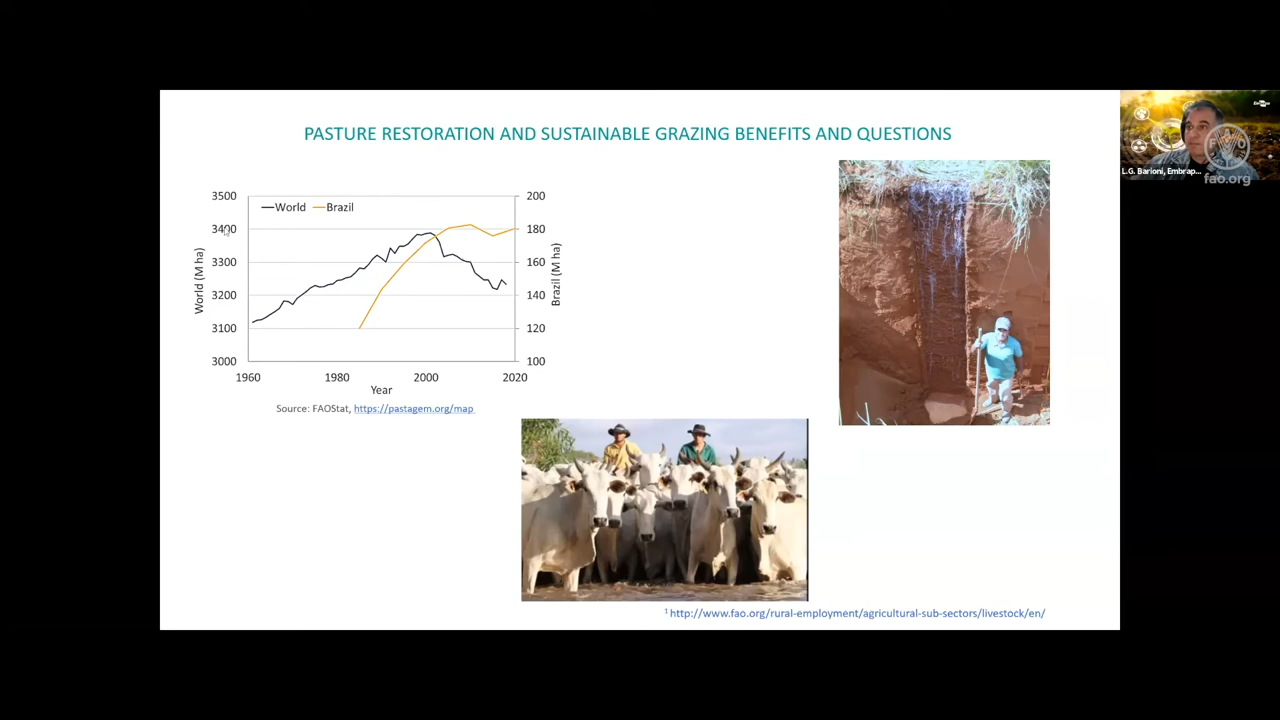 PASTURE RESTORATION AND SUSTAINABLE GRAZING BENEFITS AND QUESTIONS
World Brazil
3500
3400
3300
3200
3100
3000
World (M ha)
200
180
160
140
120
100
Brazil (M ha)
1960 1980 2000 2020
Year
Source: FAOStat, https://pastagem.org/map
1 http://www.fao.org/rural-employment/agricultural-sub-sectors/livestock/en/
L.G. Barioni, Embrap...
FAO
fao.org